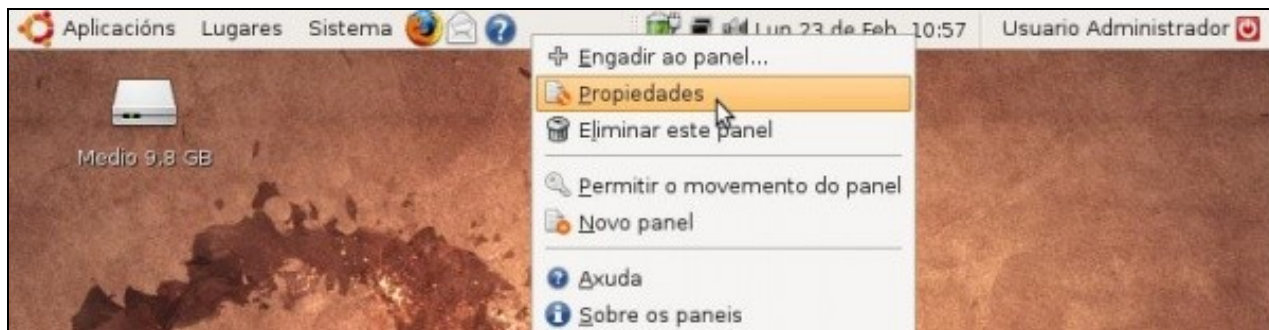 Aplicacións Lugares Sistema Lun 23 de Feb, 10:57 Usuario Administrador
Engadir ao panel...
Propiedades
Eliminar este panel
Medio 9,8 GB
Permitir o movemento do panel
Novo panel
Axuda
Sobre os paneis